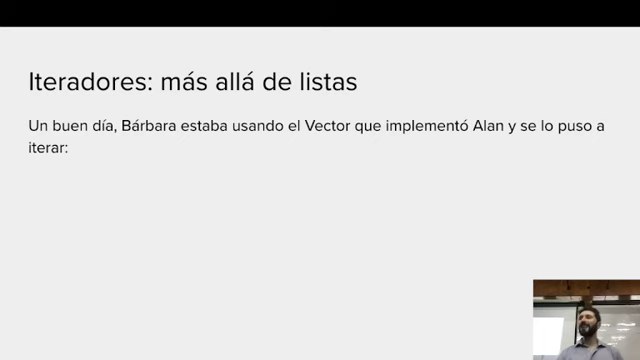 Iteradores: más allá de listas
Un buen día, Bárbara estaba usando el Vector que implementó Alan y se lo puso a
iterar: